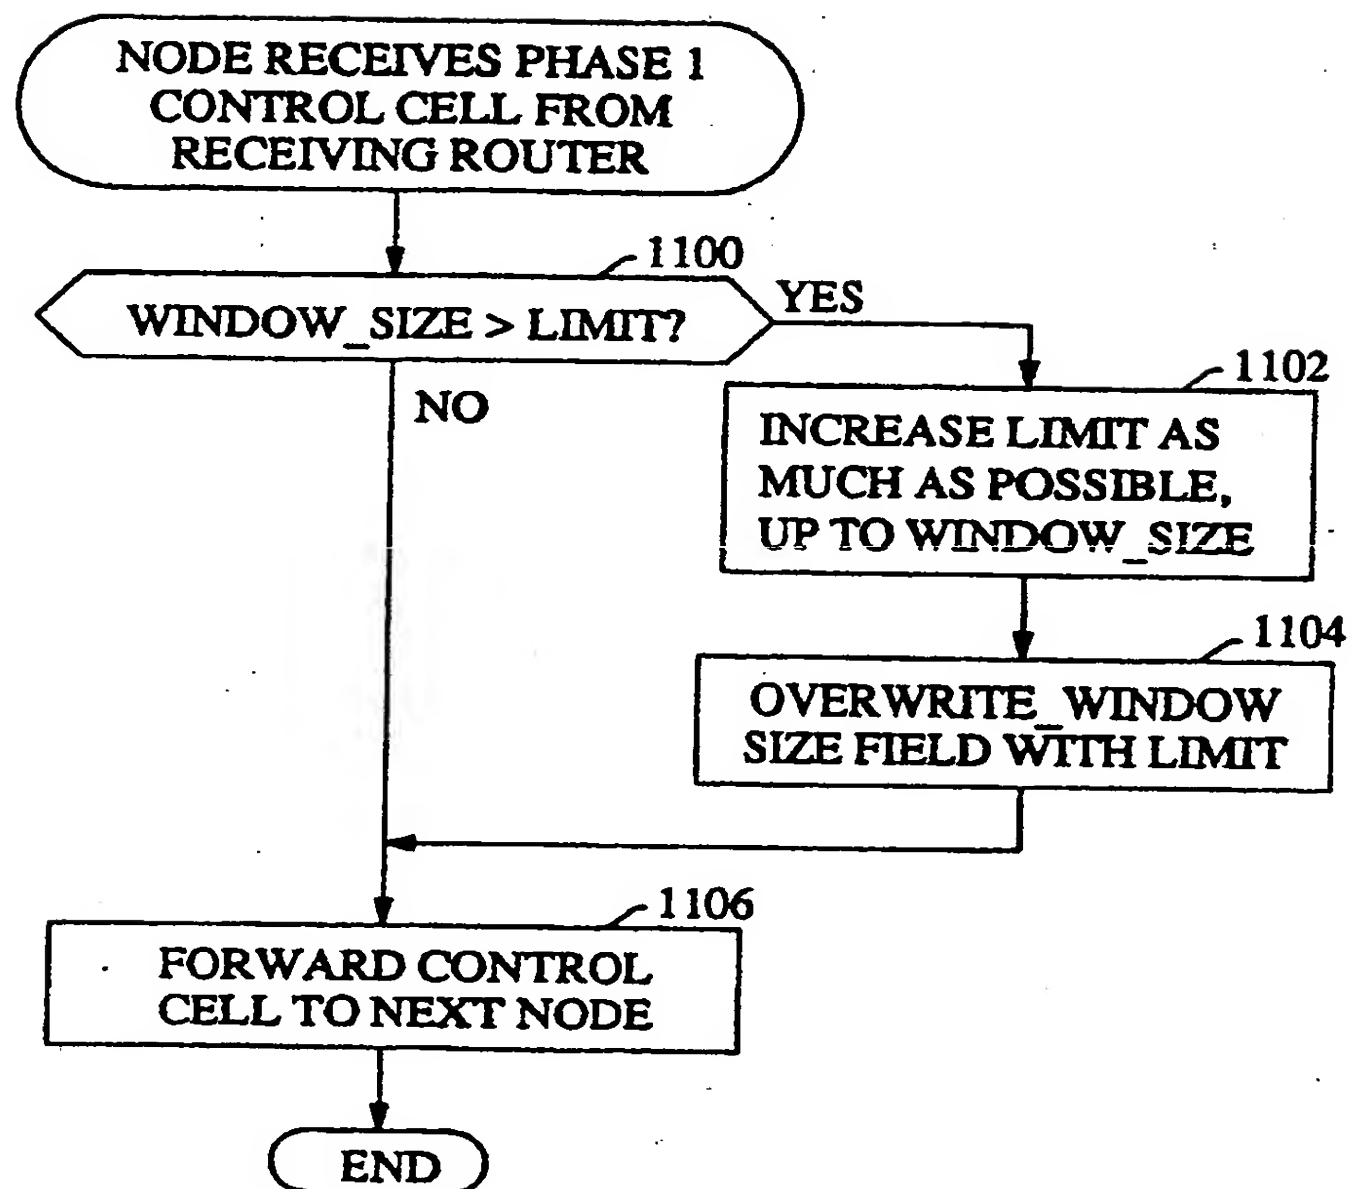 NODE RECEIVES PHASE 1
CONTROL CELL FROM
RECEIVING ROUTER
1100
WINDOW_SIZE > LIMIT?
YES
NO
1102
INCREASE LIMIT AS
MUCH AS POSSIBLE,
UP TO WINDOW_SIZE
1104
OVERWRITE_WINDOW
SIZE FIELD WITH LIMIT
1106
FORWARD CONTROL
CELL TO NEXT NODE
END